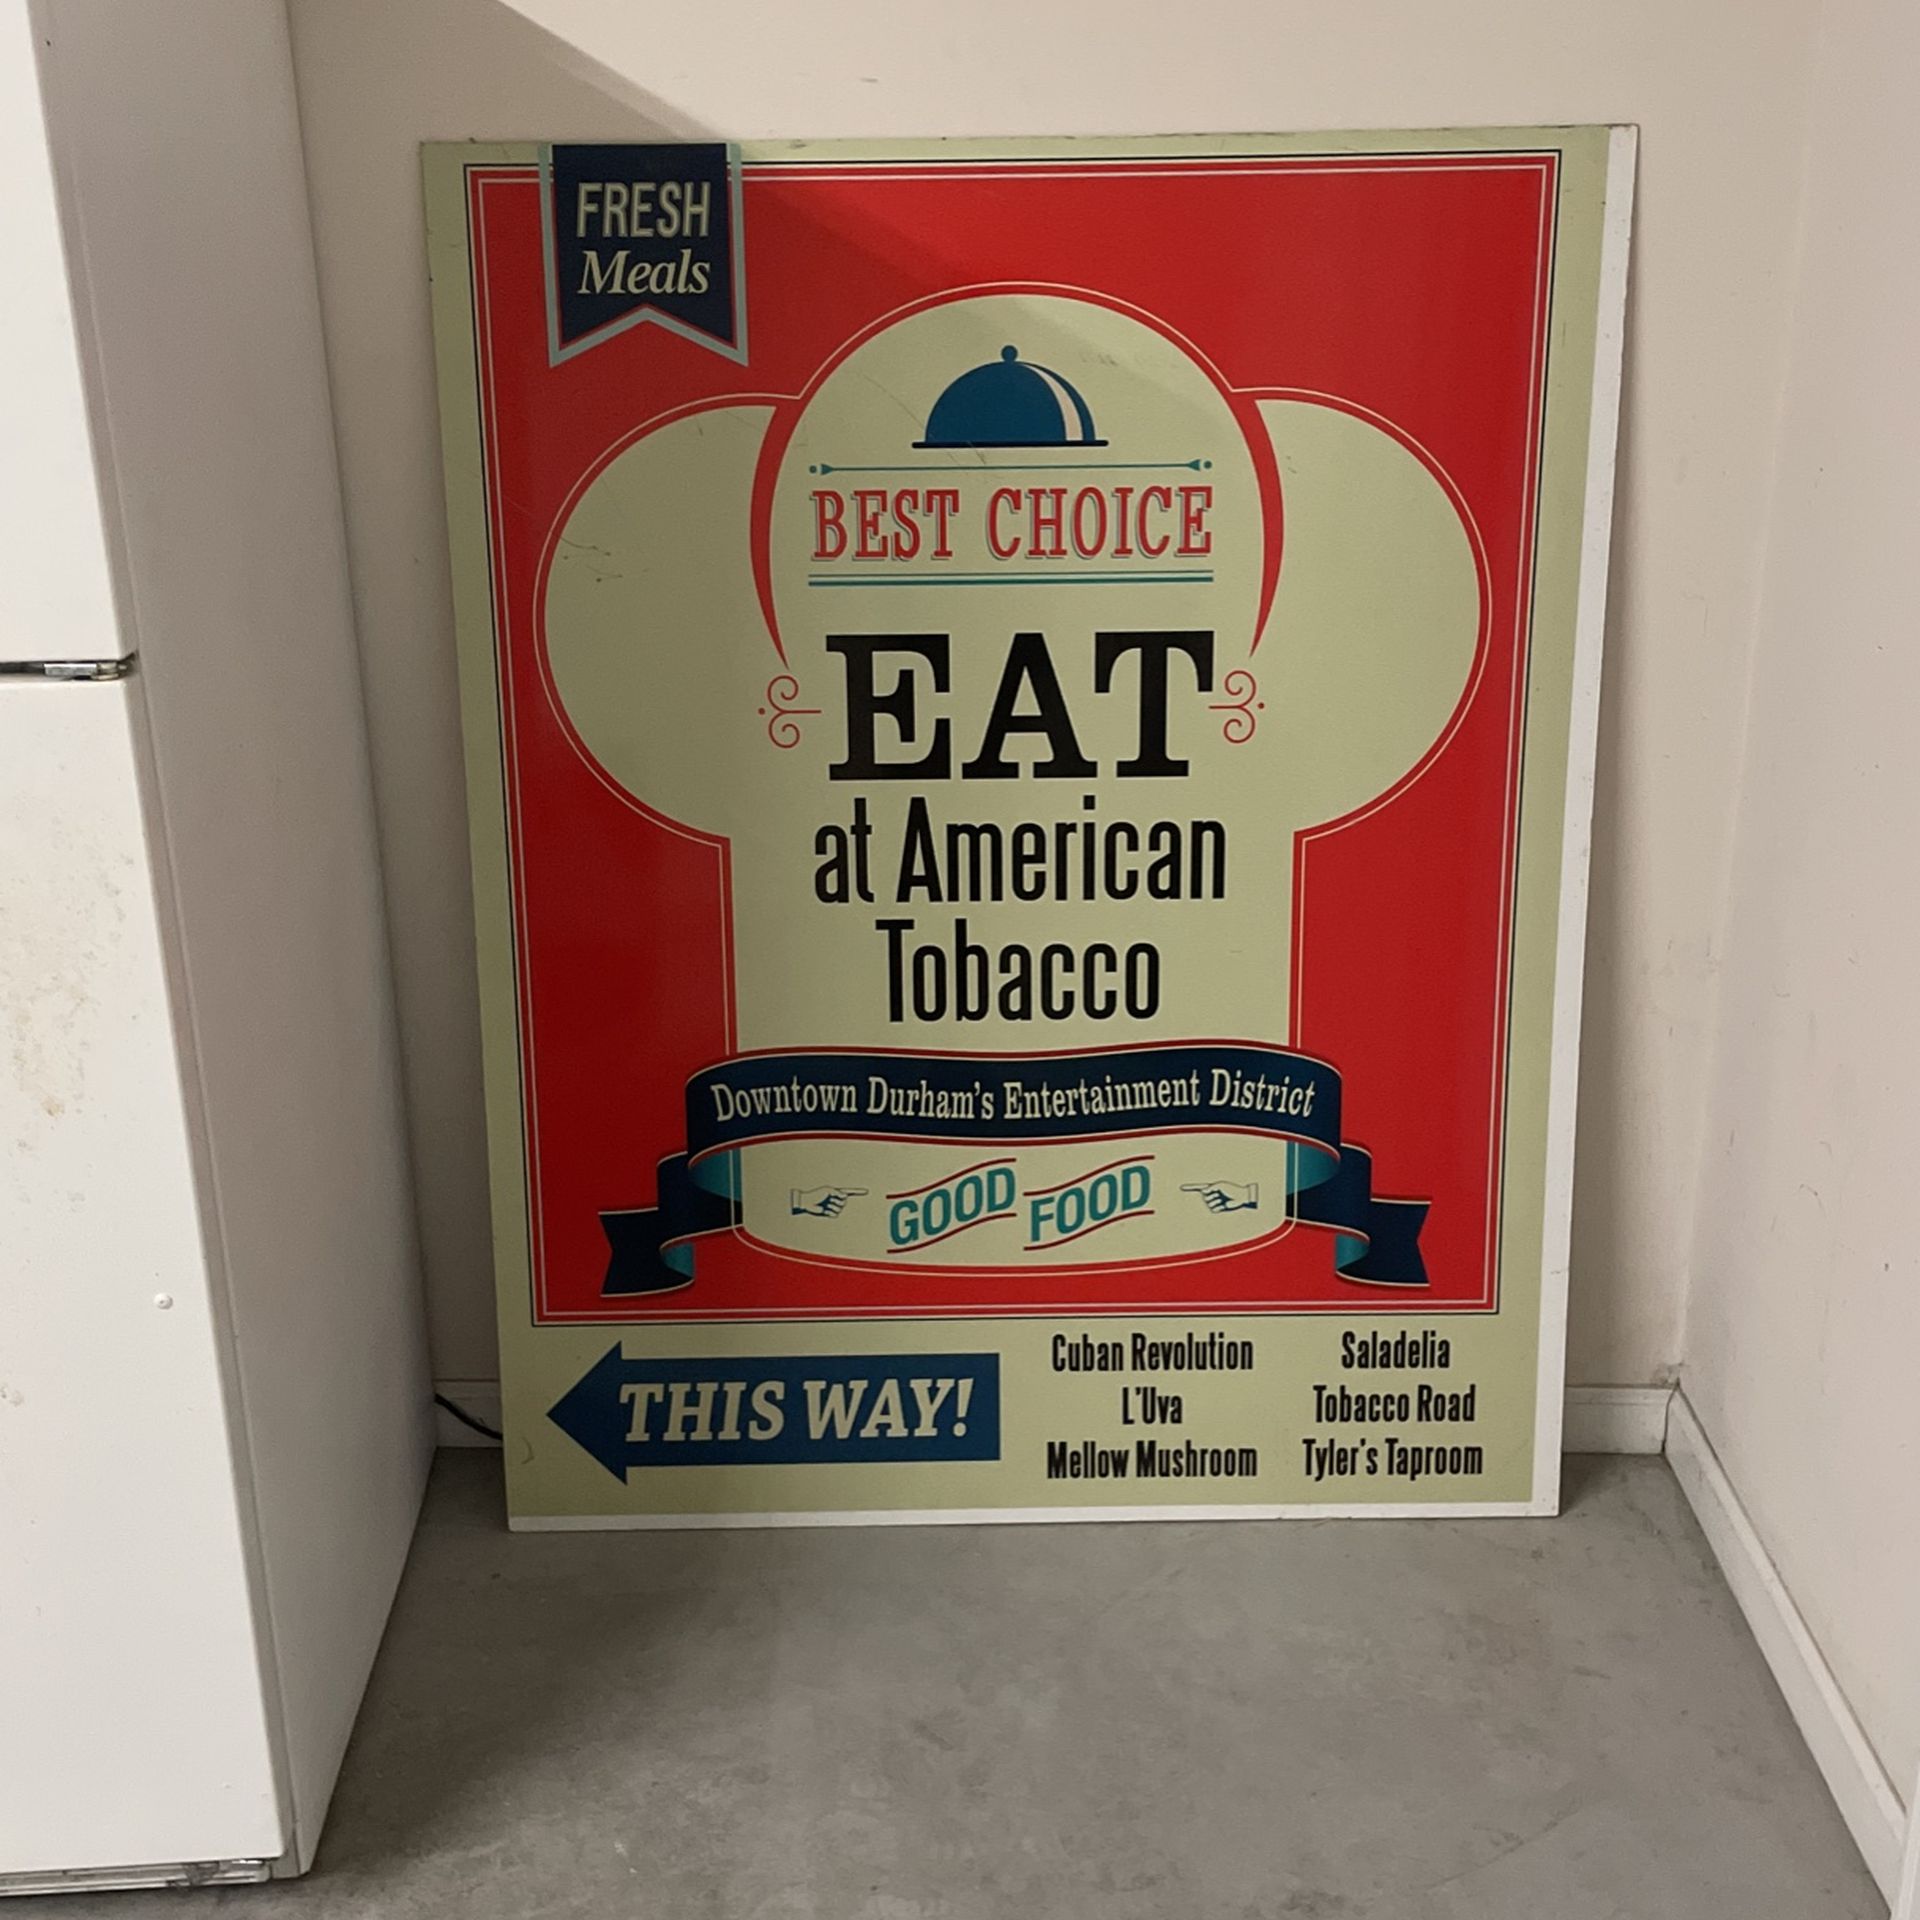 FRESH
Meals
BEST CHOICE
EAT
at American
Tobacco
Downtown Durham's Entertainment District
GOOD FOOD
THIS WAY!
Cuban Revolution
L'Uva
Mellow Mushroom
Saladelia
Tobacco Road
Tyler's Taproom